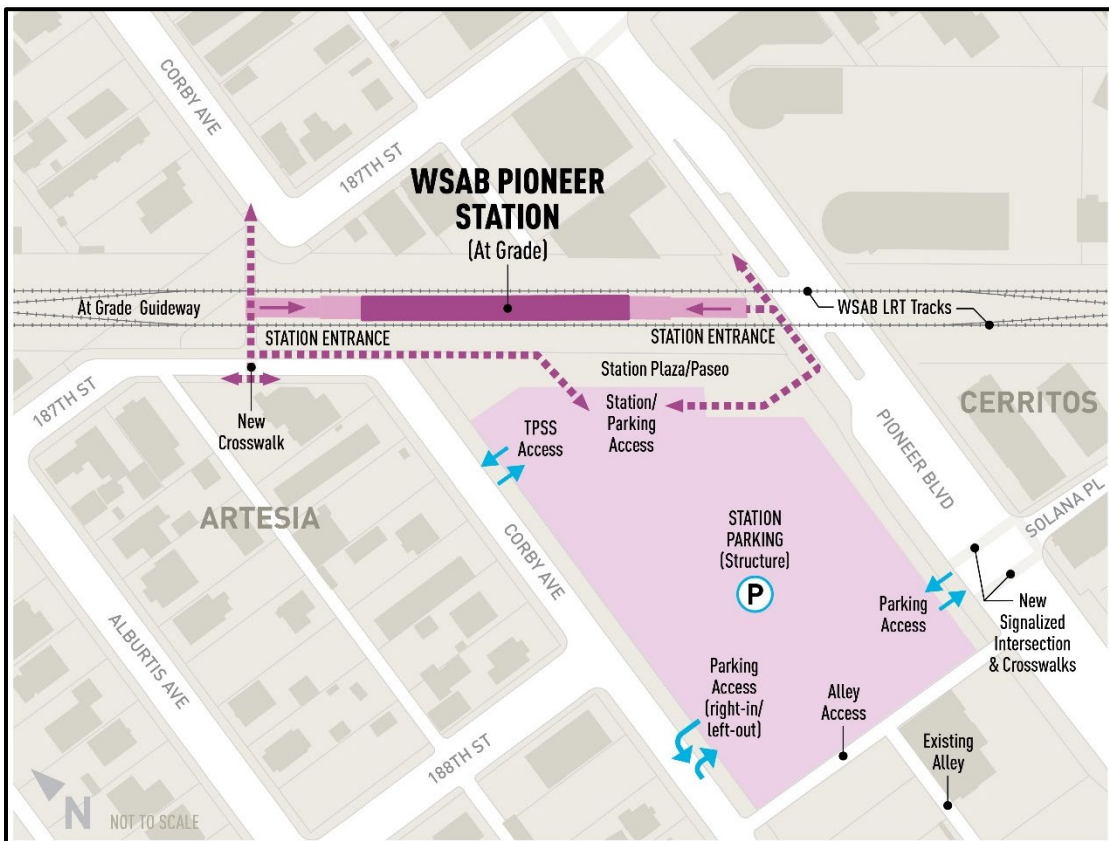 CORBY AVE
187TH ST
WSAB PIONEER
STATION
(At Grade)
At Grade Guideway
WSAB LRT Tracks
STATION ENTRANCE
STATION ENTRANCE
Station Plaza/Paseo
187TH ST
New
Crosswalk
TPSS
Access
Station/
Parking
Access
PIONEER BLVD
CERRITOS
SOLANA PL
ARTESIA
CORBY AVE
STATION
PARKING
(Structure)
P
Parking
Access
New
Signalized
Intersection
& Crosswalks
ALBURTIS AVE
188TH ST
Parking
Access
(right-in/
left-out)
Alley
Access
Existing
Alley
N NOT TO SCALE